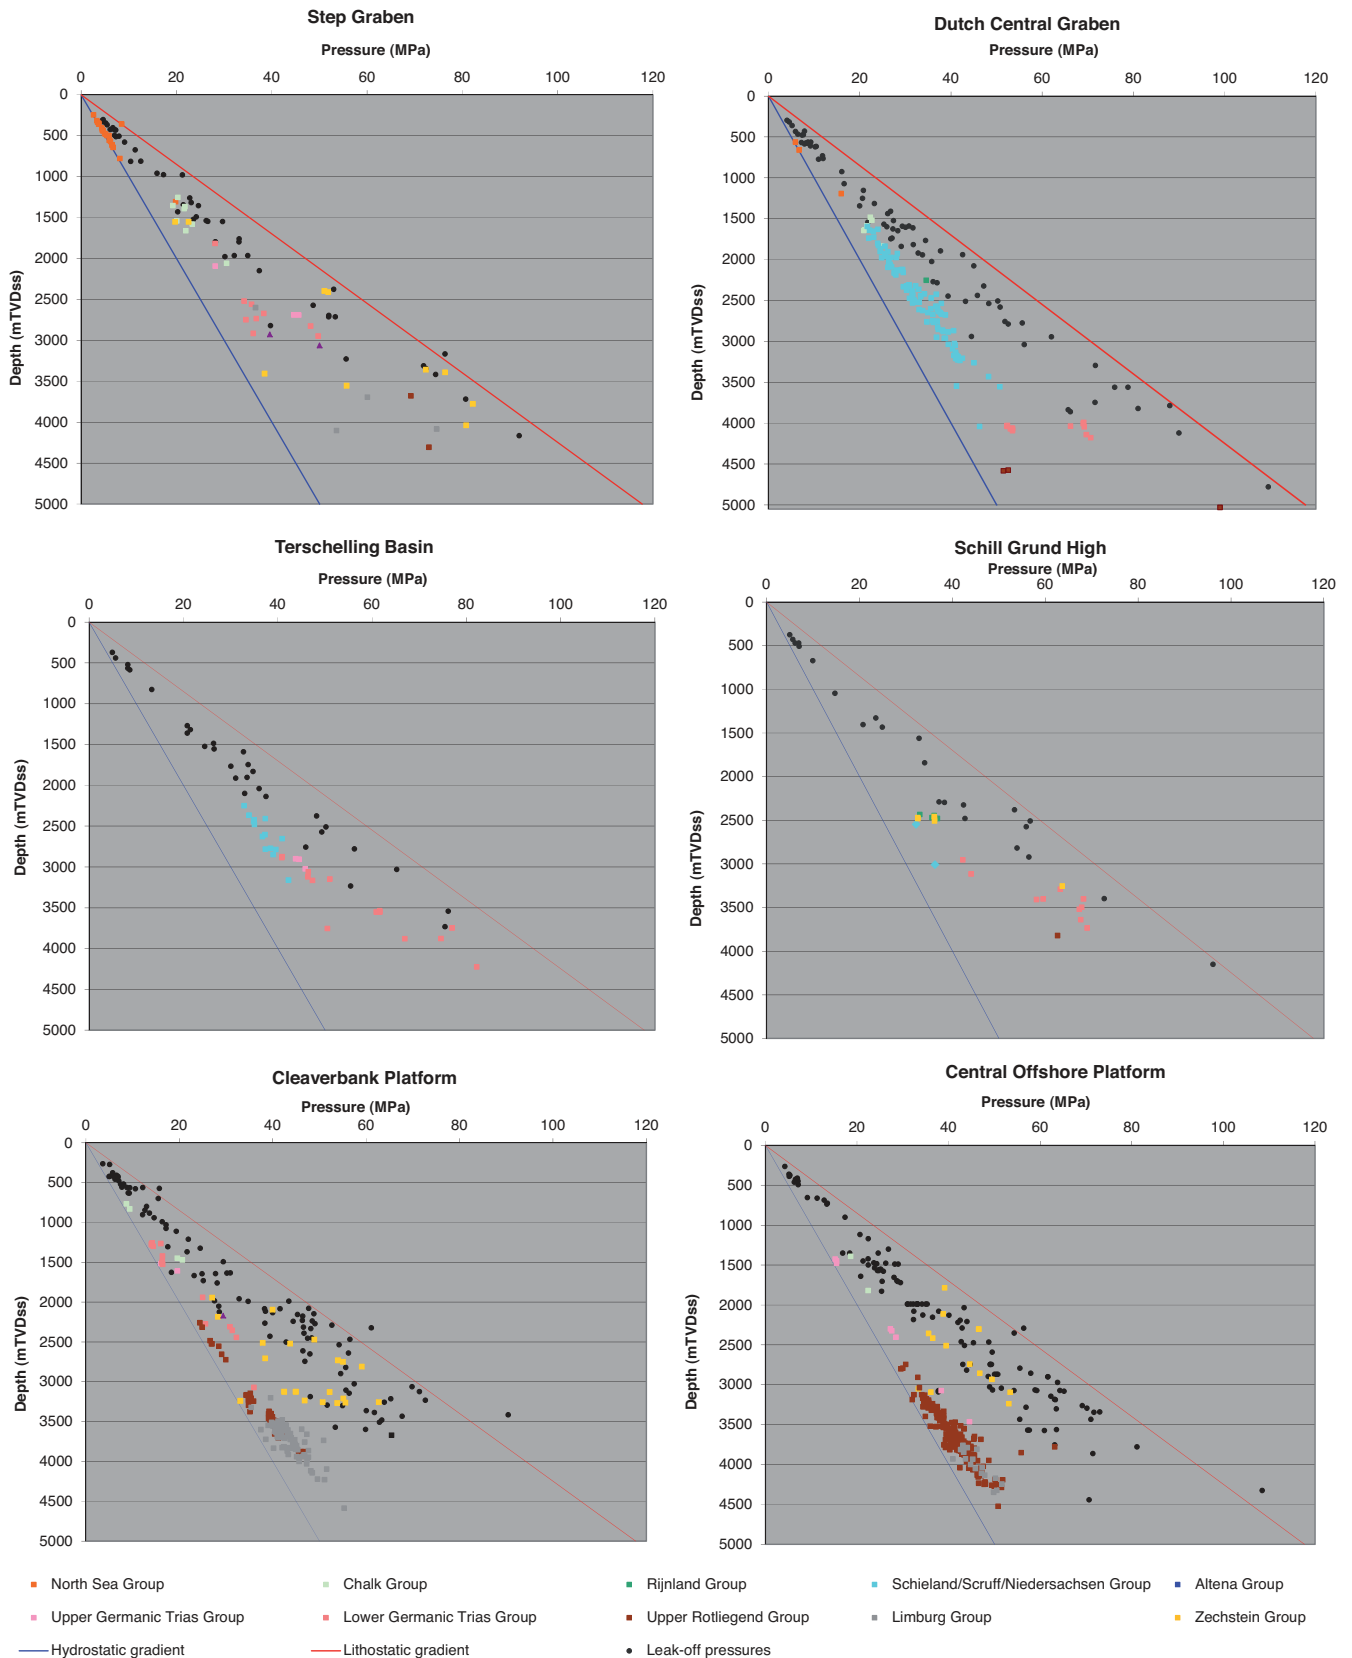 Step Graben
Pressure (MPa)
0 20 40 60 80 100 120
0
500
1000
1500
2000
2500
3000
3500
4000
4500
5000
Depth (mTVDss)
Dutch Central Graben
Pressure (MPa)
0 20 40 60 80 100 120
0
500
1000
1500
2000
2500
3000
3500
4000
4500
5000
Depth (mTVDss)
Terschelling Basin
Pressure (MPa)
0 20 40 60 80 100 120
0
500
1000
1500
2000
2500
3000
3500
4000
4500
5000
Depth (mTVDss)
Schill Grund High
Pressure (MPa)
0 20 40 60 80 100 120
0
500
1000
1500
2000
2500
3000
3500
4000
4500
5000
Depth (mTVDss)
Cleaverbank Platform
Pressure (MPa)
0 20 40 60 80 100 120
0
500
1000
1500
2000
2500
3000
3500
4000
4500
5000
Depth (mTVDss)
Central Offshore Platform
Pressure (MPa)
0 20 40 60 80 100 120
0
500
1000
1500
2000
2500
3000
3500
4000
4500
5000
Depth (mTVDss)
North Sea Group Chalk Group Rijnland Group Schieland/Scruff/Niedersachsen Group Altena Group
Upper Germanic Trias Group Lower Germanic Trias Group Upper Rotliegend Group Limburg Group Zechstein Group
Hydrostatic gradient Lithostatic gradient Leak-off pressures